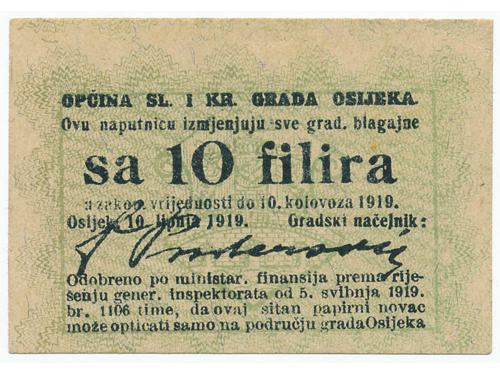 OPĆINA SL. I KR. GRADA OSIJEKA.
Ovu naputnicu izmjenjuju sve grad. blagajne
sa 10 filira
a zakon. vrijednosti do 10. kolovoza 1919.
Osijek 10. lipnja 1919. Gradski načelnik:
Odobreno po ministar. finansija prema rije-
šenju gener. inspektorata od 5. svibnja 1919.
br. 1106 time, da ovaj sitan papirni novac
može opticati samo na području grada Osijeka